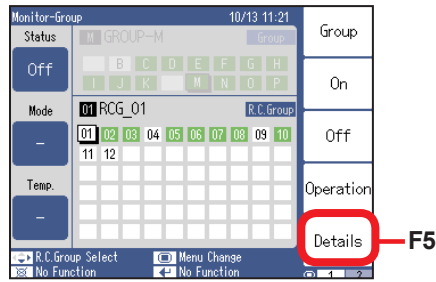 Monitor-Group 10/13 11:21
Status
Off
Mode
–
Temp.
–
M GROUP-M Group
B C D E F G H
I J K M N O P
01 RCG_01 R.C.Group
01 02 03 04 05 06 07 08 09 10
11 12
Group
On
Off
Operation
Details
F5
R.C.Group Select Menu Change
No Function No Function
1 2